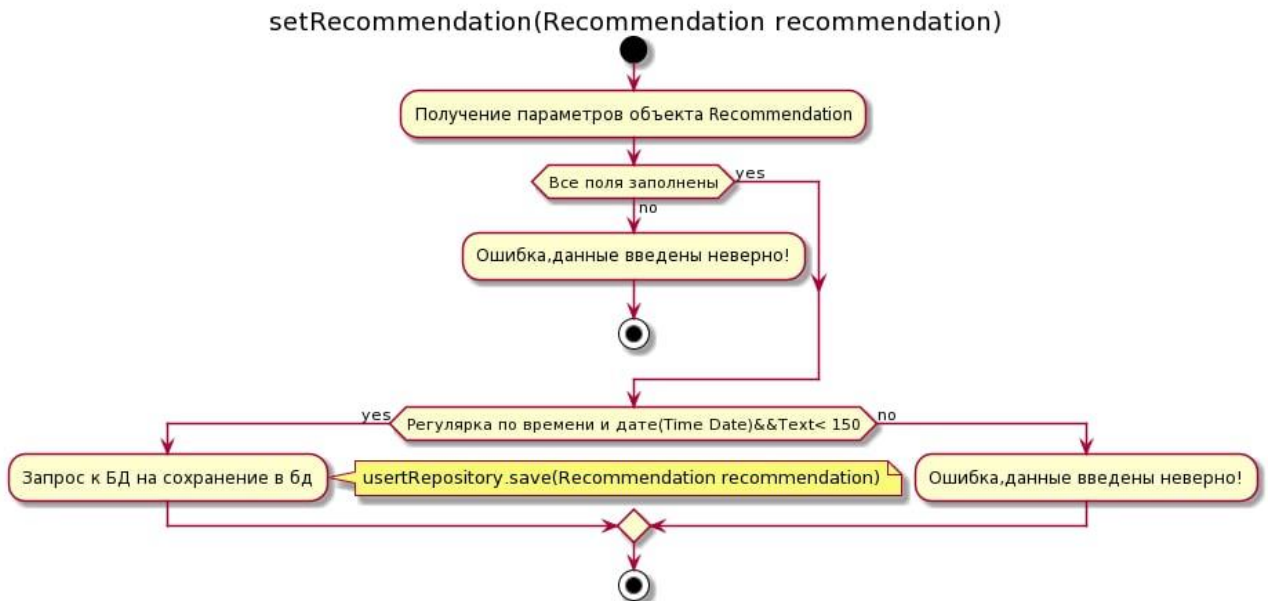 setRecommendation(Recommendation recommendation)
Получение параметров объекта Recommendation
Все поля заполнены
yes
no
Ошибка,данные введены неверно!
yes
Регулярка по времени и дате(Time Date)&&Text< 150
no
Запрос к БД на сохранение в бд
usertRepository.save(Recommendation recommendation)
Ошибка,данные введены неверно!